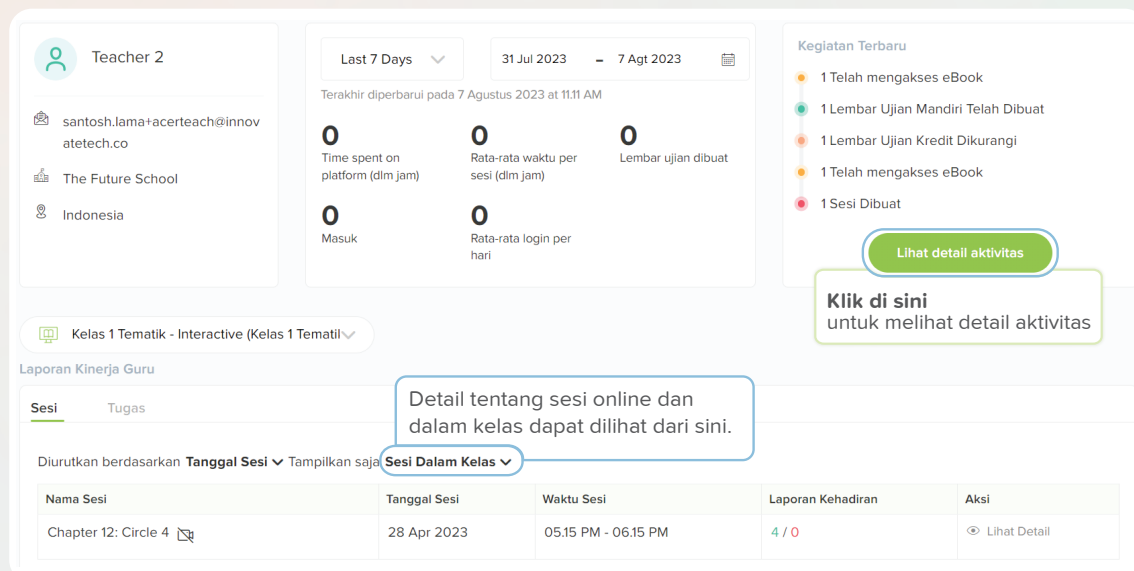 Teacher 2
santosh.lama+acerteach@innov
atetech.co
The Future School
Indonesia
Last 7 Days
31 Jul 2023 – 7 Agt 2023
Terakhir diperbarui pada 7 Agustus 2023 at 11.11 AM
0
Time spent on
platform (dlm jam)
0
Rata-rata waktu per
sesi (dlm jam)
0
Lembar ujian dibuat
0
Masuk
0
Rata-rata login per
hari
Kegiatan Terbaru
1 Telah mengakses eBook
1 Lembar Ujian Mandiri Telah Dibuat
1 Lembar Ujian Kredit Dikurangi
1 Telah mengakses eBook
1 Sesi Dibuat
Lihat detail aktivitas
Klik di sini
untuk melihat detail aktivitas
Kelas 1 Tematik - Interactive (Kelas 1 Tematil
Laporan Kinerja Guru
Sesi Tugas
Detail tentang sesi online dan
dalam kelas dapat dilihat dari sini.
Diurutkan berdasarkan Tanggal Sesi Tampilkan saja Sesi Dalam Kelas
Nama Sesi Tanggal Sesi Waktu Sesi Laporan Kehadiran Aksi
Chapter 12: Circle 4 28 Apr 2023 05.15 PM - 06.15 PM 4 / 0 Lihat Detail